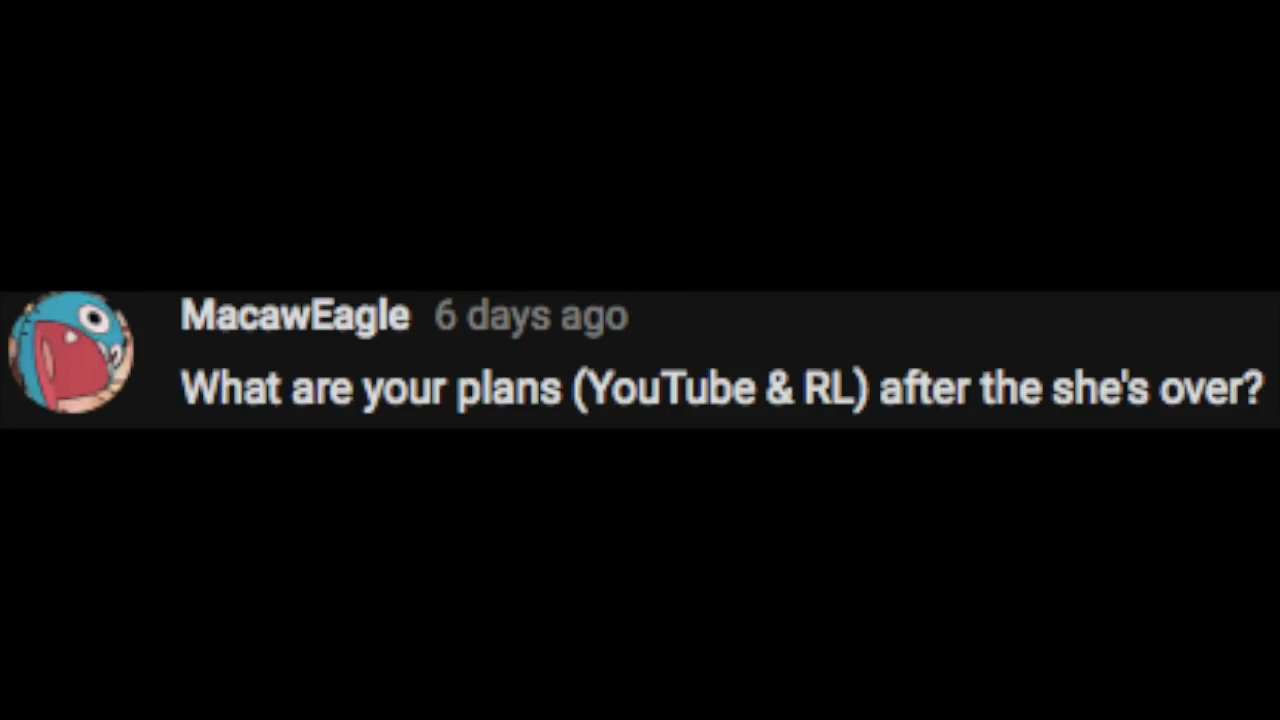 MacawEagle 6 days ago
What are your plans (YouTube & RL) after the she's over?